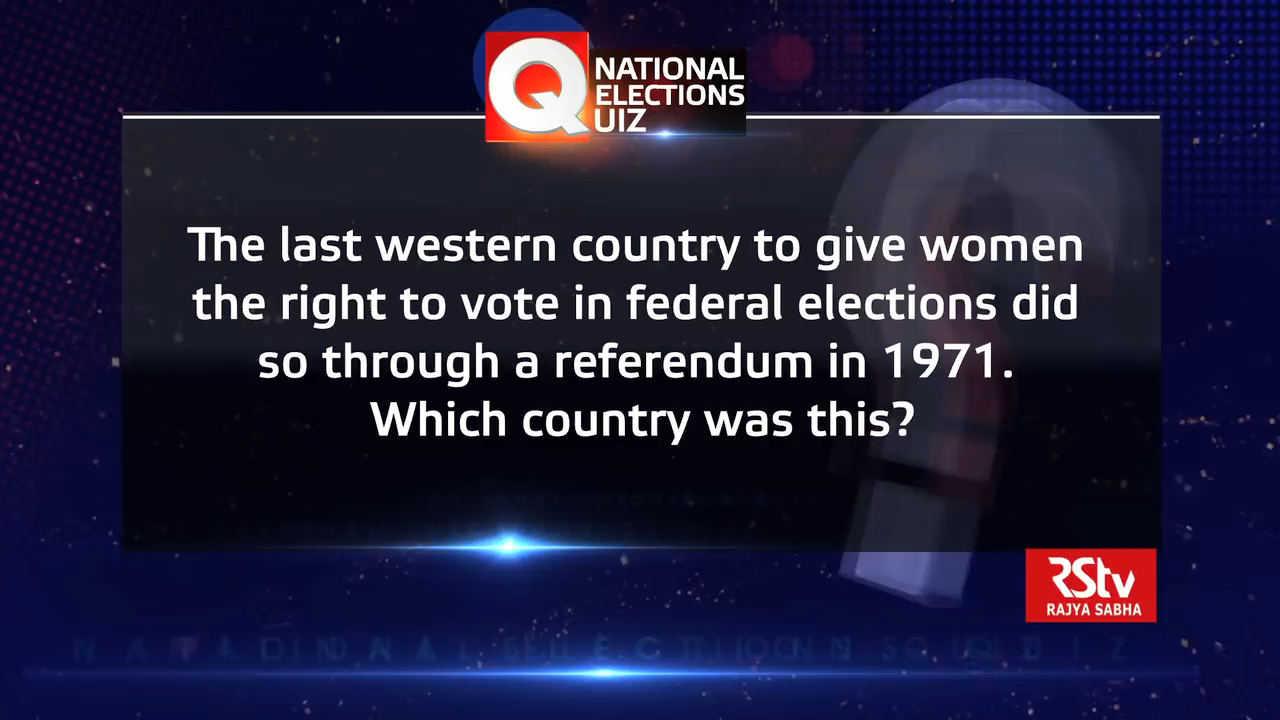 Q NATIONAL
ELECTIONS
UIZ
The last western country to give women
the right to vote in federal elections did
so through a referendum in 1971.
Which country was this?
RStv
RAJYA SABHA